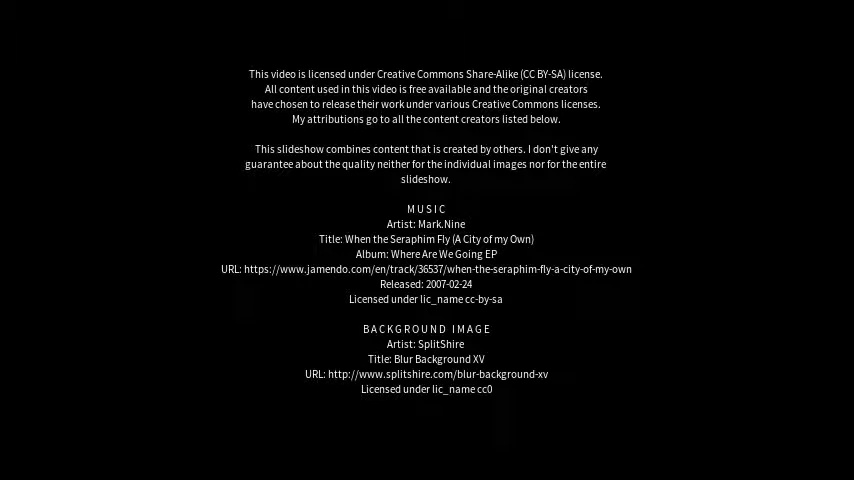 This video is licensed under Creative Commons Share-Alike (CC BY-SA) license.
All content used in this video is free available and the original creators
have chosen to release their work under various Creative Commons licenses.
My attributions go to all the content creators listed below.
This slideshow combines content that is created by others. I don't give any
guarantee about the quality neither for the individual images nor for the entire
slideshow.
MUSIC
Artist: Mark.Nine
Title: When the Seraphim Fly (A City of my Own)
Album: Where Are We Going EP
URL: https://www.jamendo.com/en/track/36537/when-the-seraphim-fly-a-city-of-my-own
Released: 2007-02-24
Licensed under lic_name cc-by-sa
BACKGROUND IMAGE
Artist: SplitShire
Title: Blur Background XV
URL: http://www.splitshire.com/blur-background-xv
Licensed under lic_name cc0